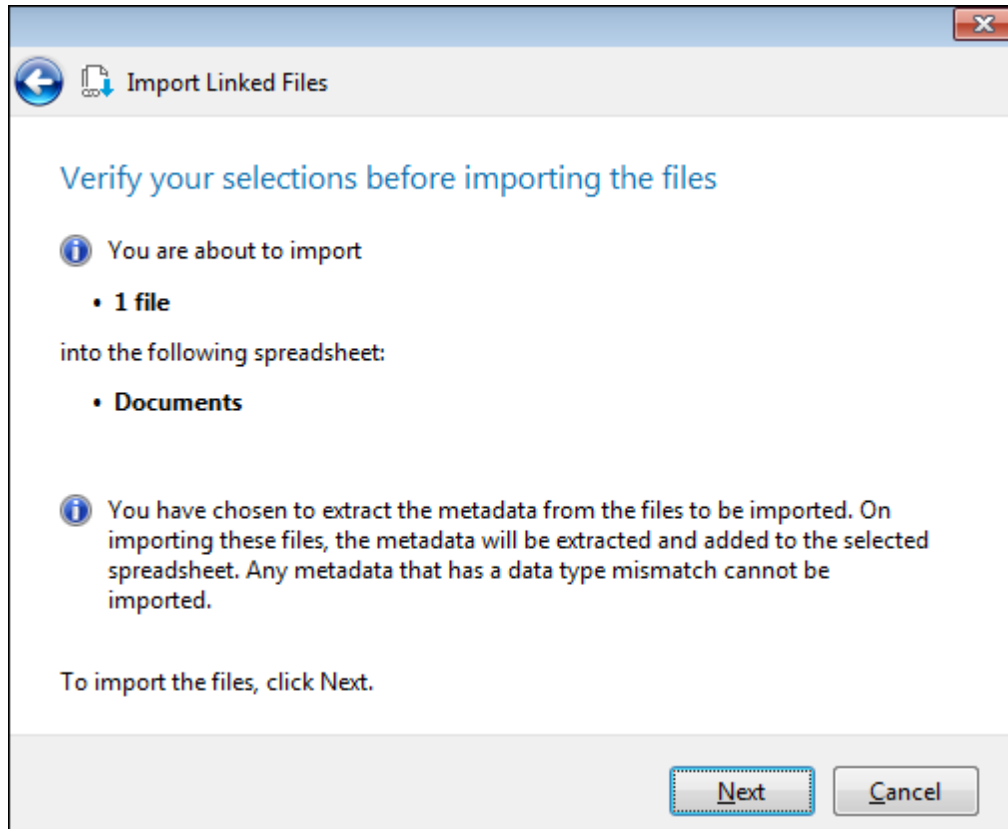 Import Linked Files
Verify your selections before importing the files
You are about to import
• 1 file
into the following spreadsheet:
• Documents
You have chosen to extract the metadata from the files to be imported. On
importing these files, the metadata will be extracted and added to the selected
spreadsheet. Any metadata that has a data type mismatch cannot be
imported.
To import the files, click Next.
Next Cancel